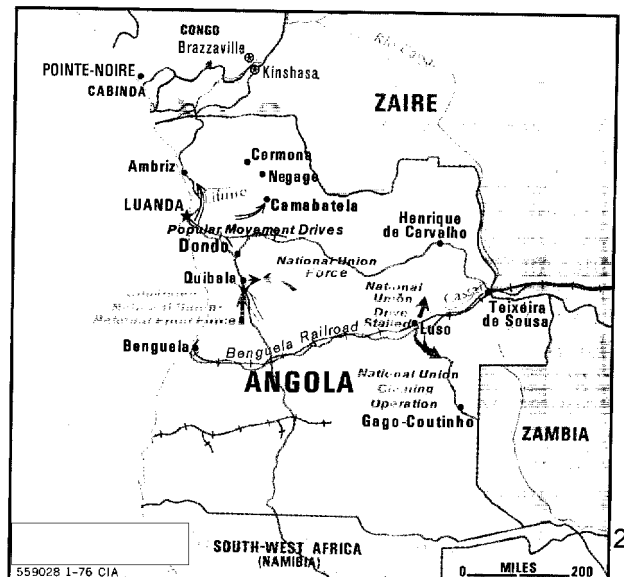 CONGO
Brazzaville
Kinshasa
POINTE-NOIRE
CABINDA
ZAIRE
Carmona
Negage
Ambriz
LUANDA
Camabatela
Popular Movement Drives
Henrique
de Carvalho
Dondo
National Union
Force
Quibala
National
Union
Drive
Stalled
Luso
Teixeira
de Sousa
Benguela
Benguela Railroad
ANGOLA
National Union
Operation
Gago-Coutinho
ZAMBIA
SOUTH-WEST AFRICA
(NAMIBIA)
0 MILES 200
559028 1-76 CIA
2